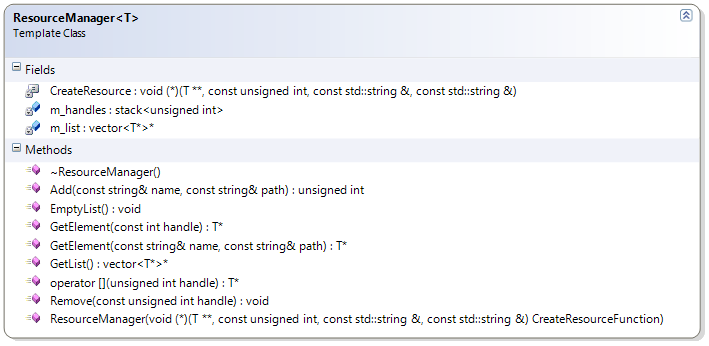 ResourceManager<T>
Template Class
Fields
CreateResource : void (*)(T **, const unsigned int, const std::string &, const std::string &)
m_handles : stack<unsigned int>
m_list : vector<T*>*
Methods
~ResourceManager()
Add(const string& name, const string& path) : unsigned int
EmptyList() : void
GetElement(const int handle) : T*
GetElement(const string& name, const string& path) : T*
GetList() : vector<T*>*
operator [](unsigned int handle) : T*
Remove(const unsigned int handle) : void
ResourceManager(void (*)(T **, const unsigned int, const std::string &, const std::string &) CreateResourceFunction)